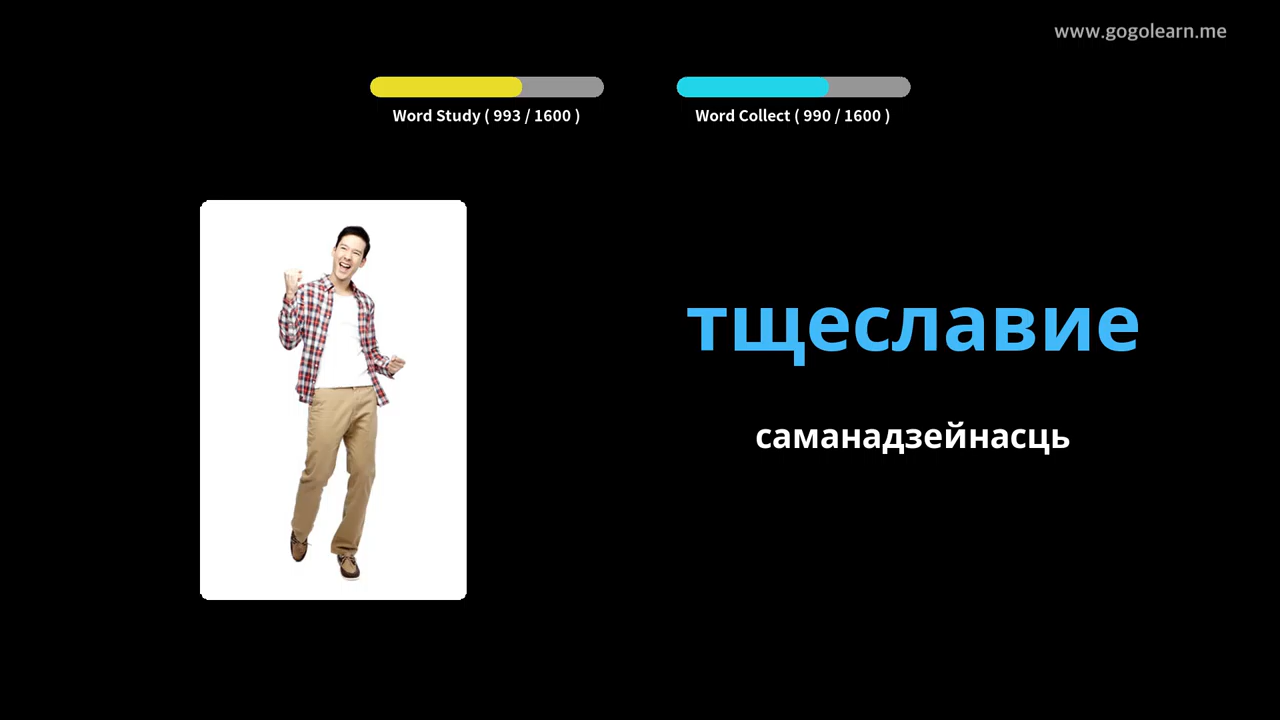 www.gogolearn.me
Word Study ( 993 / 1600 )
Word Collect ( 990 / 1600 )
тщеславие
саманадзейнасць